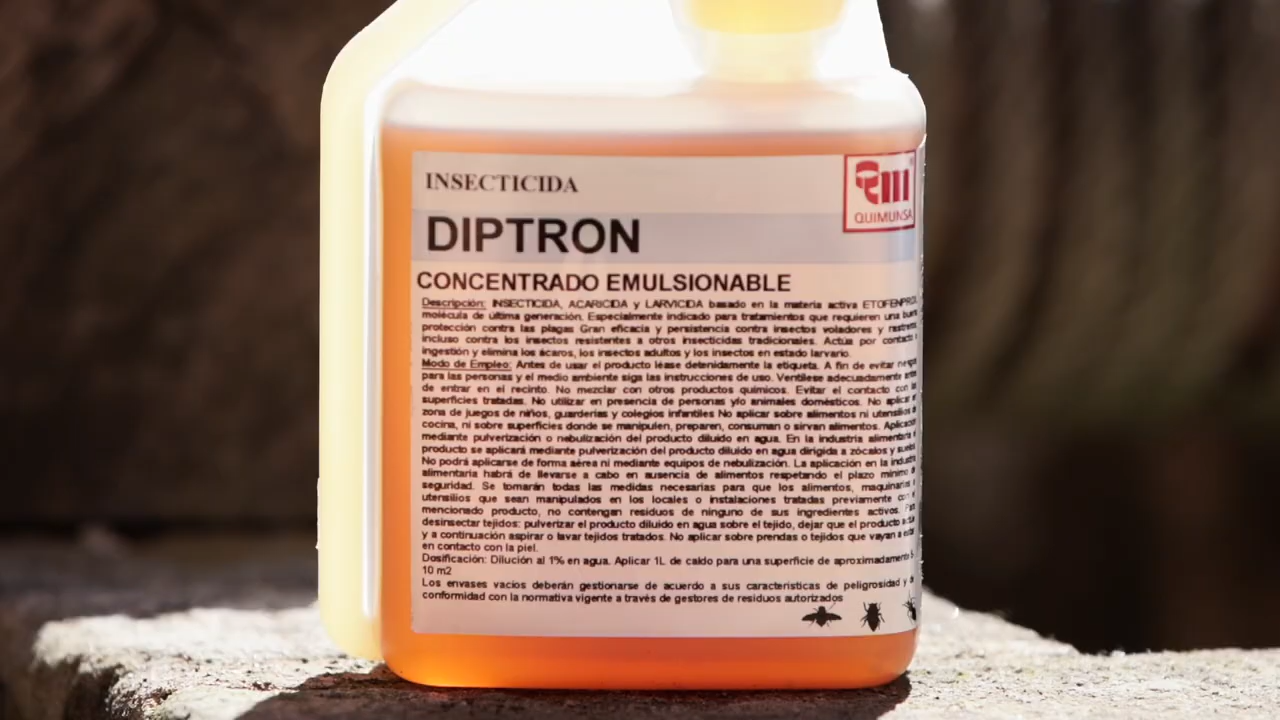 INSECTICIDA
QUIMUNSA
DIPTRON
CONCENTRADO EMULSIONABLE
Descripción: INSECTICIDA, ACARICIDA y LARVICIDA basado en la materia activa ETOFENPROX,
molécula de última generación. Especialmente indicado para tratamientos que requieren una buena
protección contra las plagas Gran eficacia y persistencia contra insectos voladores y rastreros
incluso contra los insectos resistentes a otros insecticidas tradicionales. Actúa por contacto e
ingestión y elimina los ácaros, los insectos adultos y los insectos en estado larvario.
Modo de Empleo: Antes de usar el producto léase detenidamente la etiqueta. A fin de evitar riesgos
para las personas y el medio ambiente siga las instrucciones de uso. Ventílese adecuadamente antes
de entrar en el recinto. No mezclar con otros productos químicos. Evitar el contacto con las
superficies tratadas. No utilizar en presencia de personas y/o animales domésticos. No aplicar en
zona de juegos de niños, guarderías y colegios infantiles No aplicar sobre alimentos ni utensilios de
cocina, ni sobre superficies donde se manipulen, preparen, consuman o sirvan alimentos. Aplicación
mediante pulverización o nebulización del producto diluido en agua. En la industria alimentaria el
producto se aplicará mediante pulverización del producto diluido en agua dirigida a zócalos y suelos
No podrá aplicarse de forma aérea ni mediante equipos de nebulización. La aplicación en la industria
alimentaria habrá de llevarse a cabo en ausencia de alimentos respetando el plazo mínimo de
seguridad. Se tomarán todas las medidas necesarias para que los alimentos, maquinarias o
utensilios que sean manipulados en los locales o instalaciones tratadas previamente con el
mencionado producto, no contengan residuos de ninguno de sus ingredientes activos. Para
desinsectar tejidos: pulverizar el producto diluido en agua sobre el tejido, dejar que el producto actúe
y a continuación aspirar o lavar tejidos tratados. No aplicar sobre prendas o tejidos que vayan a estar
en contacto con la piel.
Dosificación: Dilución al 1% en agua. Aplicar 1L de caldo para una superficie de aproximadamente 5-
10 m2
Los envases vacíos deberán gestionarse de acuerdo a sus características de peligrosidad y de
conformidad con la normativa vigente a través de gestores de residuos autorizados